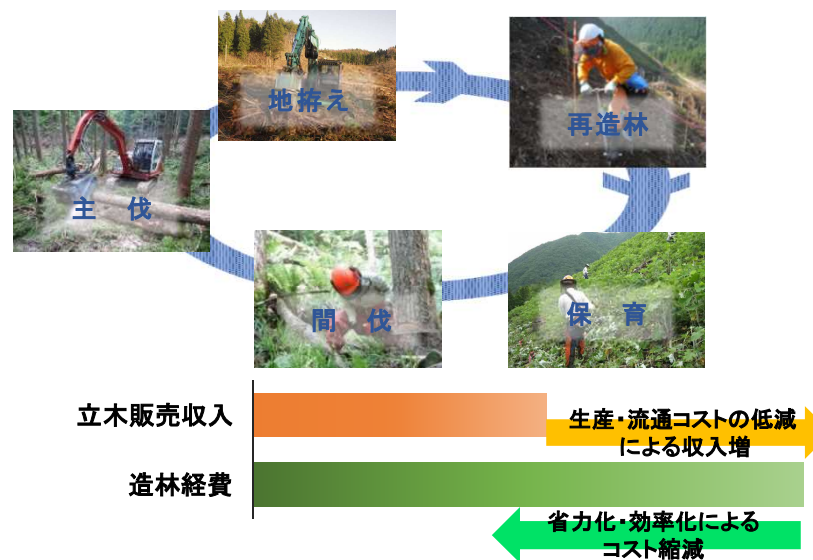 地拵え
再造林
主　伐
間　伐
保　育
立木販売収入
生産・流通コストの低減
による収入増
造林経費
省力化・効率化による
コスト縮減